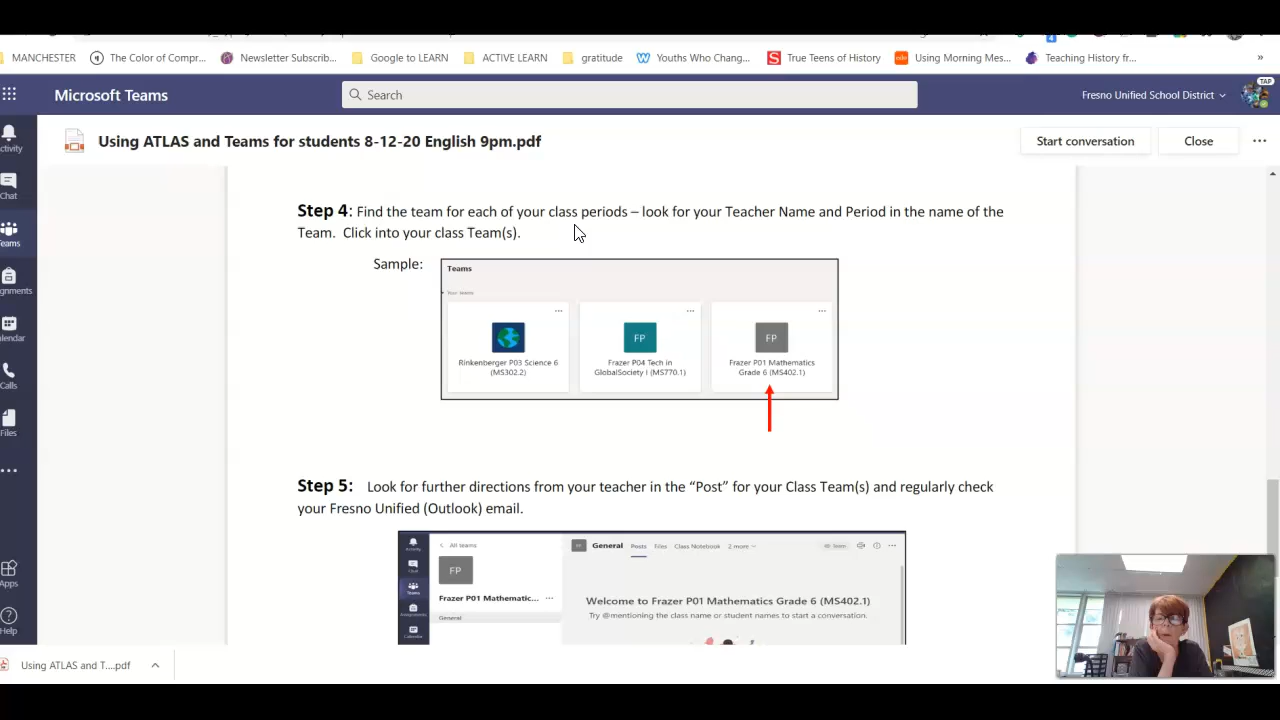 MANCHESTER The Color of Compr... Newsletter Subscrib... Google to LEARN ACTIVE LEARN gratitude Youths Who Chang... True Teens of History Using Morning Mes... Teaching History fr... »
Microsoft Teams Search Fresno Unified School District TAP
Using ATLAS and Teams for students 8-12-20 English 9pm.pdf Start conversation Close ...
Activity
Chat
Teams
ignments
lendar
Calls
Files
...
Apps
Help
Step 4: Find the team for each of your class periods – look for your Teacher Name and Period in the name of the
Team. Click into your class Team(s).
Sample:
Teams
Your teams
Rinkenberger P03 Science 6
(MS302.2)
FP
Frazer P04 Tech in
GlobalSociety I (MS770.1)
FP
Frazer P01 Mathematics
Grade 6 (MS402.1)
Step 5: Look for further directions from your teacher in the “Post” for your Class Team(s) and regularly check
your Fresno Unified (Outlook) email.
Activity
Chat
Teams
Assignments
Calendar
< All teams
FP
Frazer P01 Mathematic... ...
General
General Posts Files Class Notebook 2 more
Welcome to Frazer P01 Mathematics Grade 6 (MS402.1)
Try @mentioning the class name or student names to start a conversation.
Using ATLAS and T....pdf